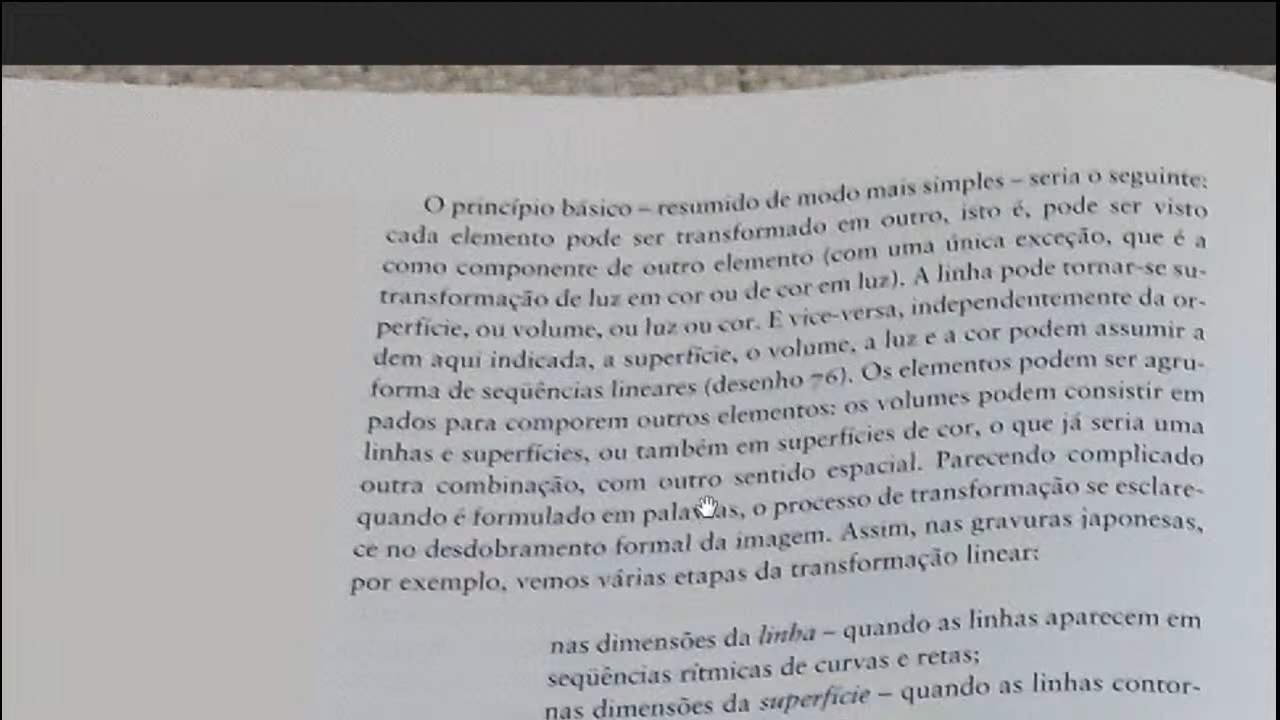 O princípio básico – resumido de modo mais simples – seria o seguinte:
cada elemento pode ser transformado em outro, isto é, pode ser visto
como componente de outro elemento (com uma única exceção, que é a
transformação de luz em cor ou de cor em luz). A linha pode tornar-se su-
perfície, ou volume, ou luz ou cor. E vice-versa, independentemente da or-
dem aqui indicada, a superfície, o volume, a luz e a cor podem assumir a
forma de seqüências lineares (desenho 76). Os elementos podem ser agru-
pados para comporem outros elementos: os volumes podem consistir em
linhas e superfícies, ou também em superfícies de cor, o que já seria uma
outra combinação, com outro sentido espacial. Parecendo complicado
quando é formulado em palavras, o processo de transformação se esclare-
ce no desdobramento formal da imagem. Assim, nas gravuras japonesas,
por exemplo, vemos várias etapas da transformação linear:
nas dimensões da linha – quando as linhas aparecem em
seqüências rítmicas de curvas e retas;
nas dimensões da superfície – quando as linhas contor-